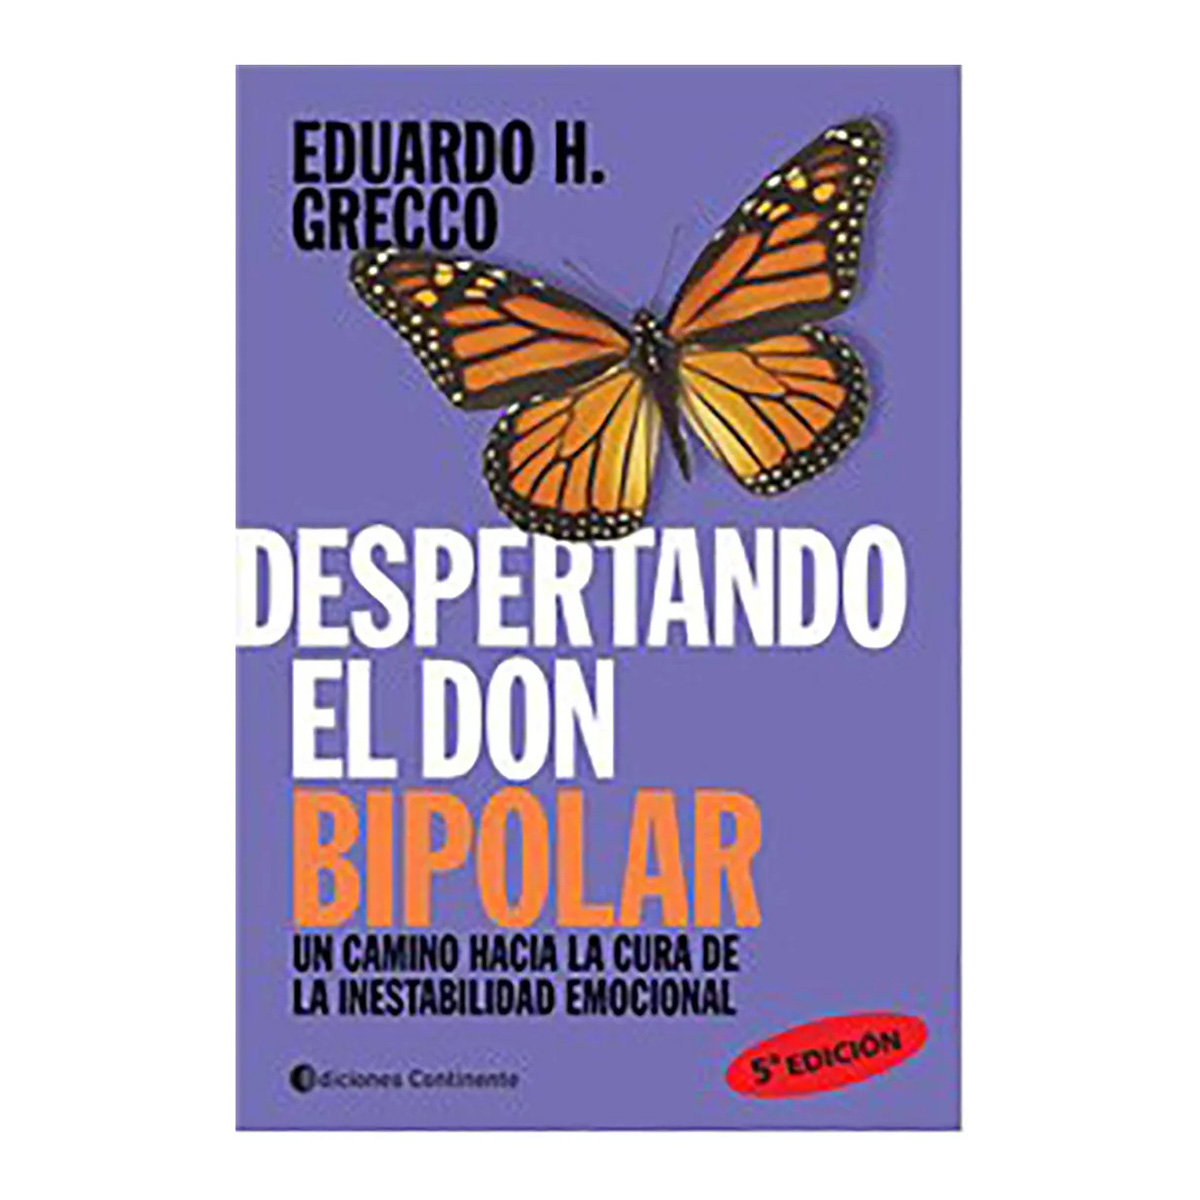 EDUARDO H.
GRECCO
DESPERTANDO
EL DON
BIPOLAR
UN CAMINO HACIA LA CURA DE
LA INESTABILIDAD EMOCIONAL
5ª EDICIÓN
Ediciones Continente